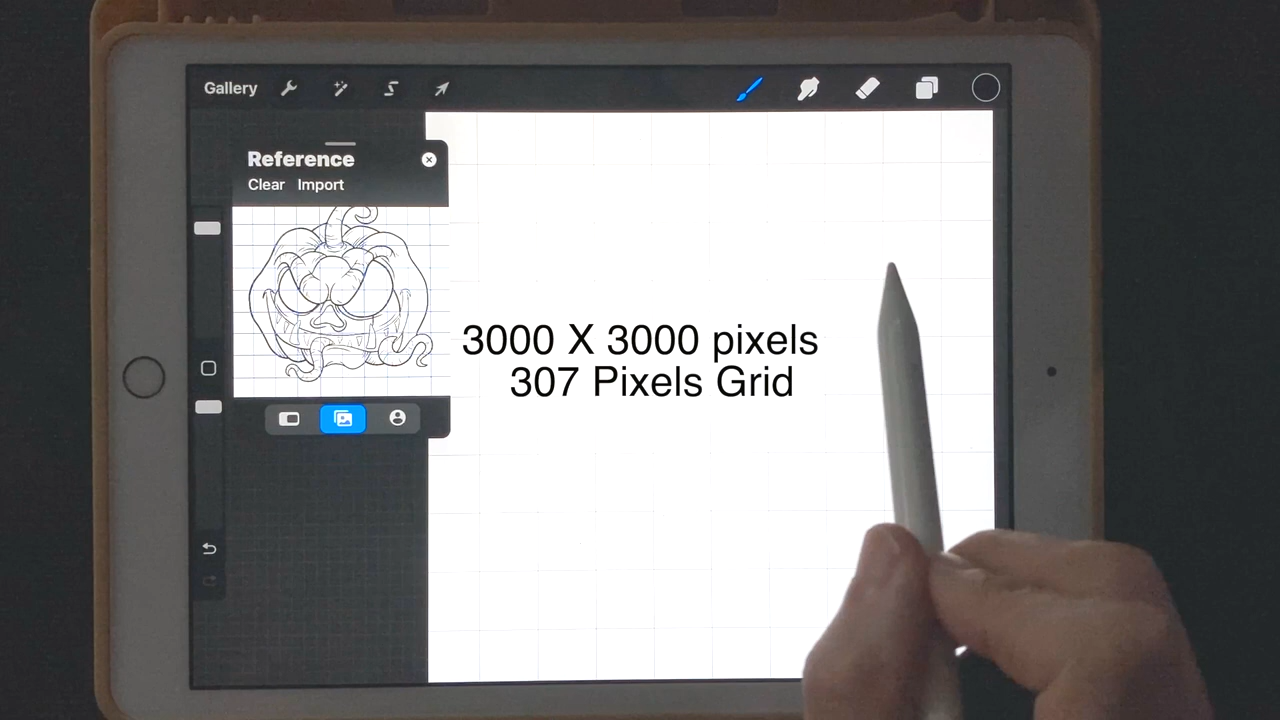 Gallery
Reference
Clear Import
3000 X 3000 pixels
307 Pixels Grid